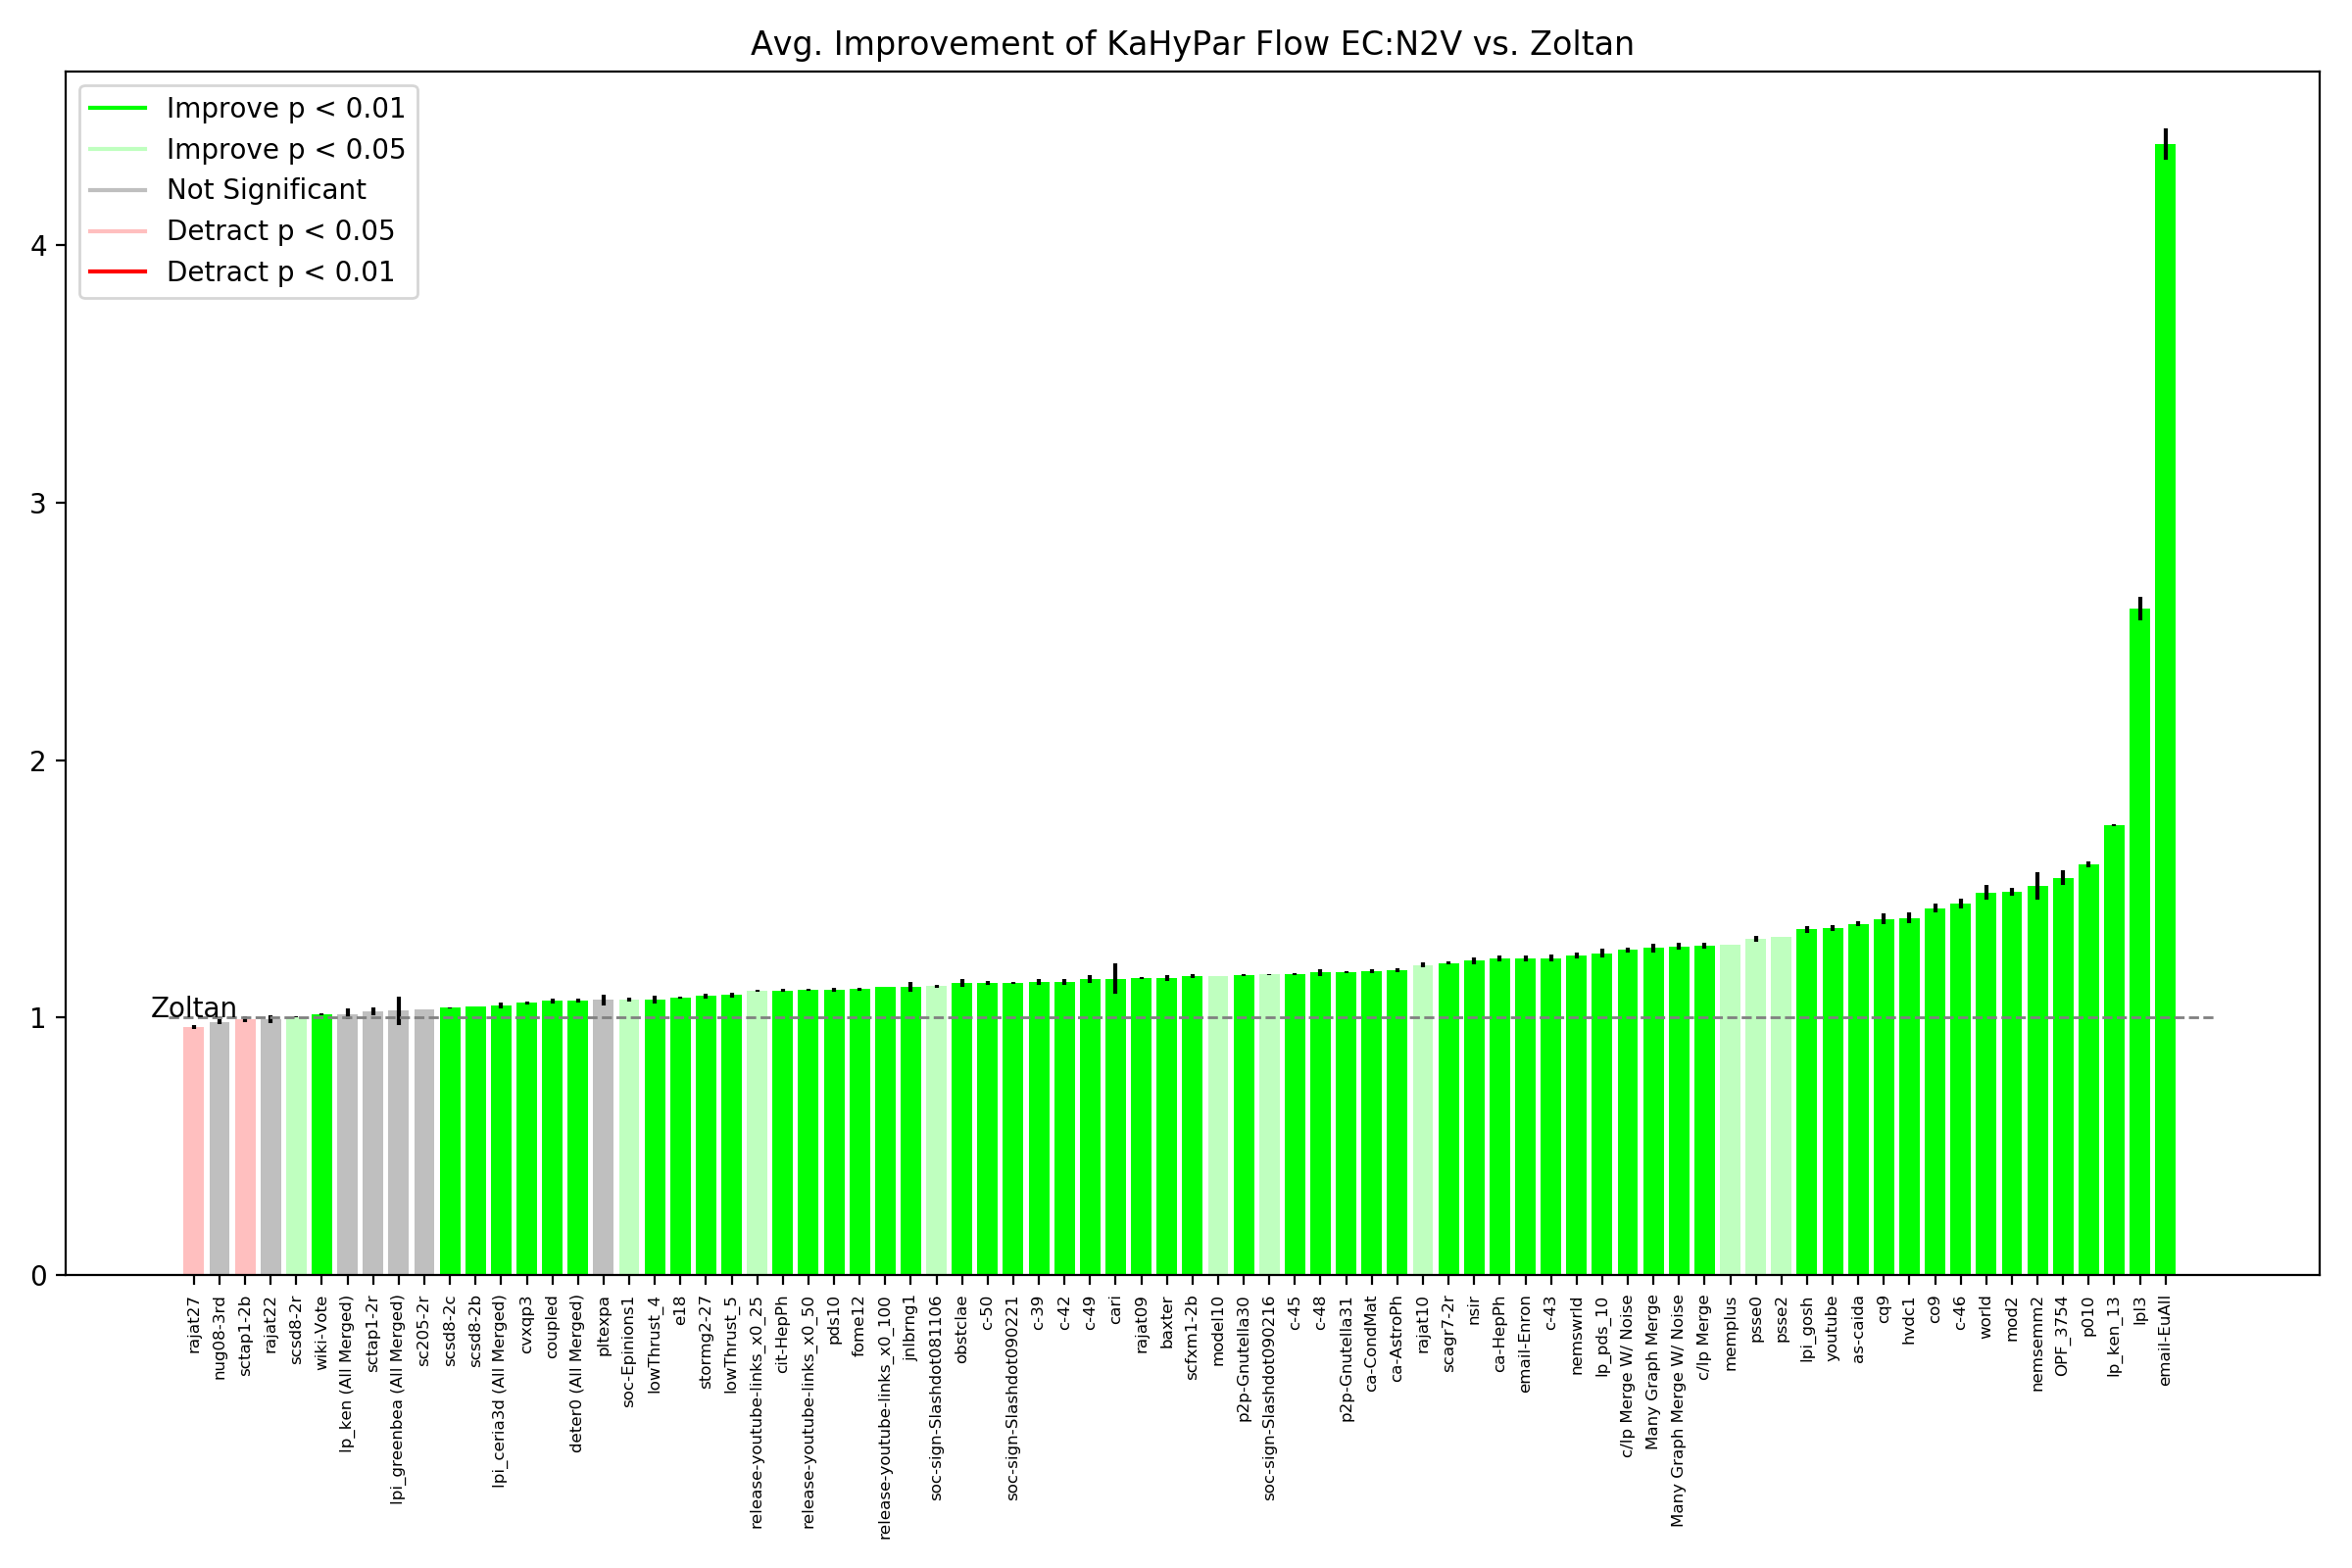 Avg. Improvement of KaHyPar Flow EC:N2V vs. Zoltan
Improve p < 0.01
Improve p < 0.05
Not Significant
Detract p < 0.05
Detract p < 0.01
4
3
2
1
0
Zoltan
rajat27
nug08-3rd
sctap1-2b
rajat22
scsd8-2r
wiki-Vote
lp_ken (All Merged)
sctap1-2r
lpi_greenbea (All Merged)
sc205-2r
scsd8-2c
scsd8-2b
lpi_ceria3d (All Merged)
cvxqp3
coupled
deter0 (All Merged)
pltexpa
soc-Epinions1
lowThrust_4
e18
stormg2-27
lowThrust_5
release-youtube-links_x0_25
cit-HepPh
release-youtube-links_x0_50
pds10
fome12
release-youtube-links_x0_100
jnlbrng1
soc-sign-Slashdot081106
obstclae
c-50
soc-sign-Slashdot090221
c-39
c-42
c-49
cari
rajat09
baxter
scfxm1-2b
model10
p2p-Gnutella30
soc-sign-Slashdot090216
c-45
c-48
p2p-Gnutella31
ca-CondMat
ca-AstroPh
rajat10
scagr7-2r
nsir
ca-HepPh
email-Enron
c-43
nemswrld
lp_pds_10
c/lp Merge W/ Noise
Many Graph Merge
Many Graph Merge W/ Noise
c/lp Merge
memplus
psse0
psse2
lpi_gosh
youtube
as-caida
cq9
hvdc1
co9
c-46
world
mod2
nemsemm2
OPF_3754
p010
lp_ken_13
lpl3
email-EuAll